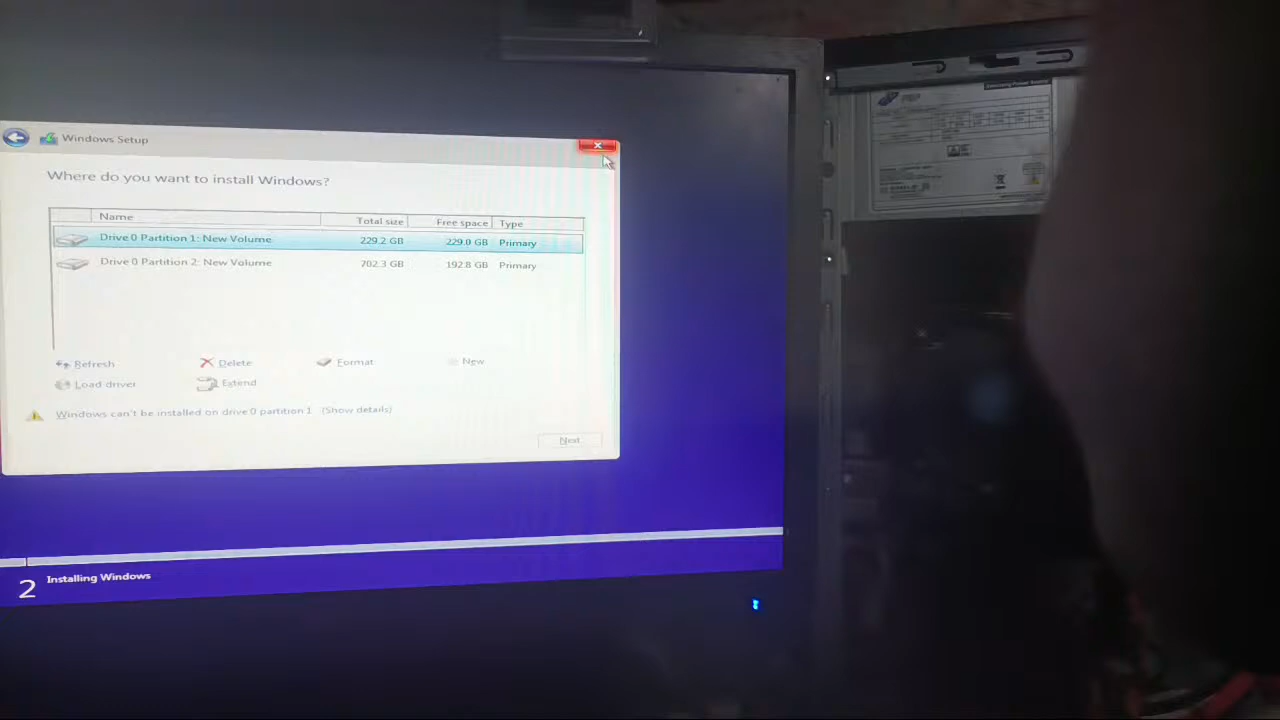 Windows Setup
Where do you want to install Windows?
Name Total size Free space Type
Drive 0 Partition 1: New Volume 229.2 GB 229.0 GB Primary
Drive 0 Partition 2: New Volume 702.3 GB 192.8 GB Primary
Refresh Delete Format New
Load driver Extend
Windows can't be installed on drive 0 partition 1 (Show details)
Next
2 Installing Windows